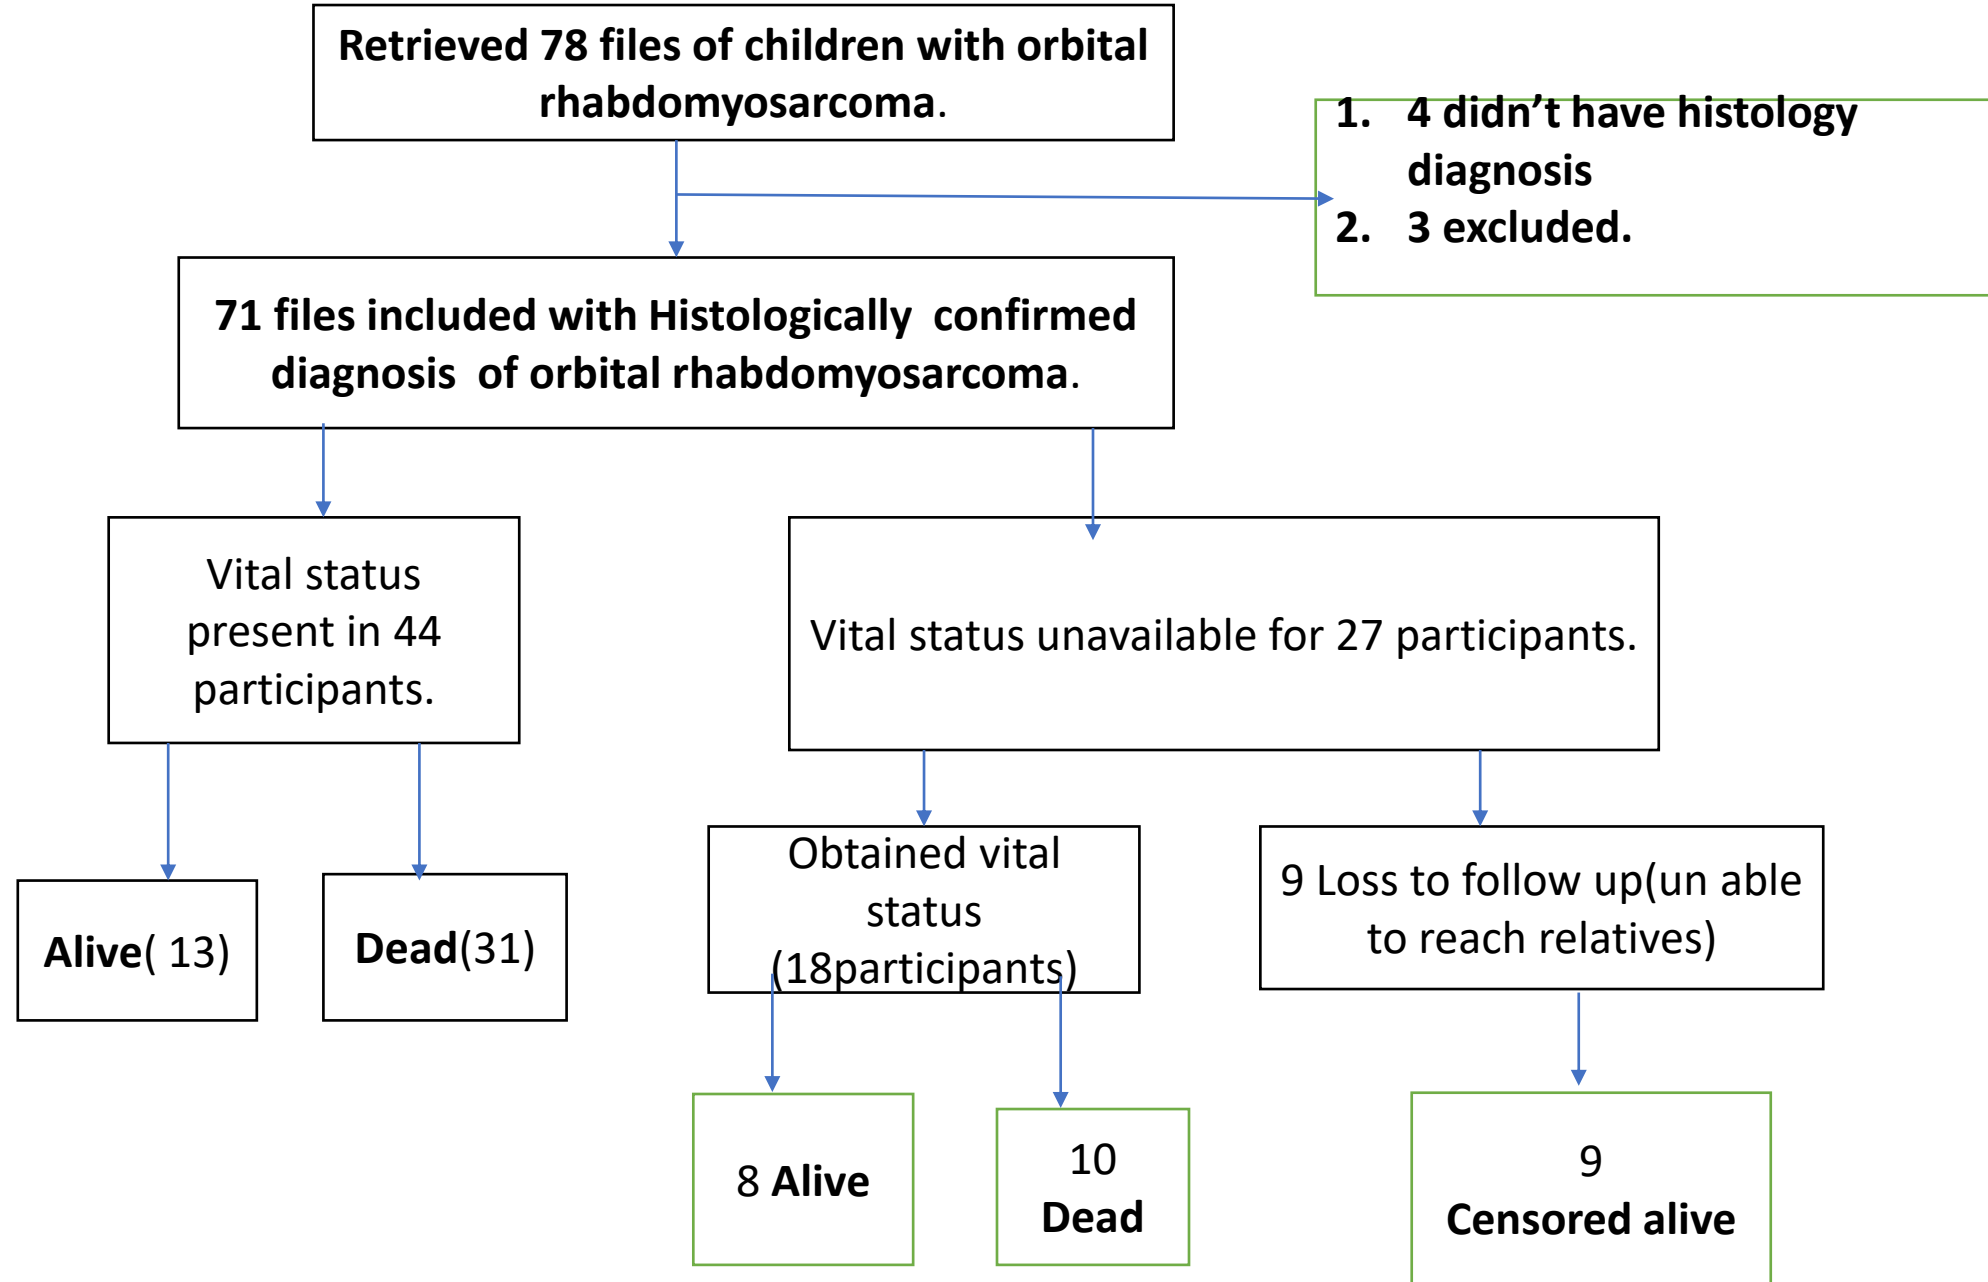 Retrieved 78 files of children with orbital
rhabdomyosarcoma.
1. 4 didn’t have histology
diagnosis
2. 3 excluded.
71 files included with Histologically confirmed
diagnosis of orbital rhabdomyosarcoma.
Vital status
present in 44
participants.
Vital status unavailable for 27 participants.
Alive( 13)
Dead(31)
Obtained vital
status
(18participants)
9 Loss to follow up(un able
to reach relatives)
8 Alive
10
Dead
9
Censored alive